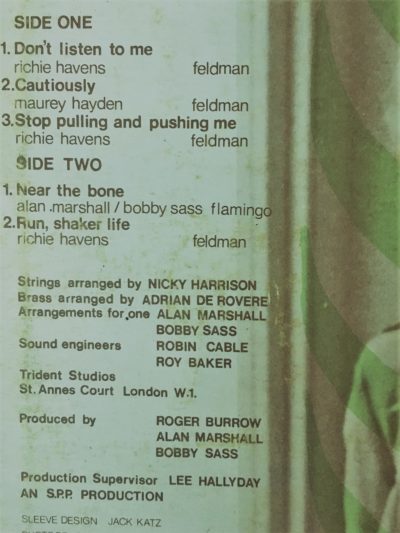 SIDE ONE
1. Don't listen to me
richie havens feldman
2.Cautiously
maurey hayden feldman
3.Stop pulling and pushing me
richie havens feldman
SIDE TWO
1. Near the bone
alan .marshall / bobby sass flamingo
2.Run, shaker life
richie havens feldman
Strings arranged by NICKY HARRISON
Brass arranged by ADRIAN DE ROVERE
Arrangements for one ALAN MARSHALL
BOBBY SASS
Sound engineers ROBIN CABLE
ROY BAKER
Trident Studios
St. Annes Court London W.1.
Produced by ROGER BURROW
ALAN MARSHALL
BOBBY SASS
Production Supervisor LEE HALLYDAY
AN S.P.P. PRODUCTION
SLEEVE DESIGN JACK KATZ